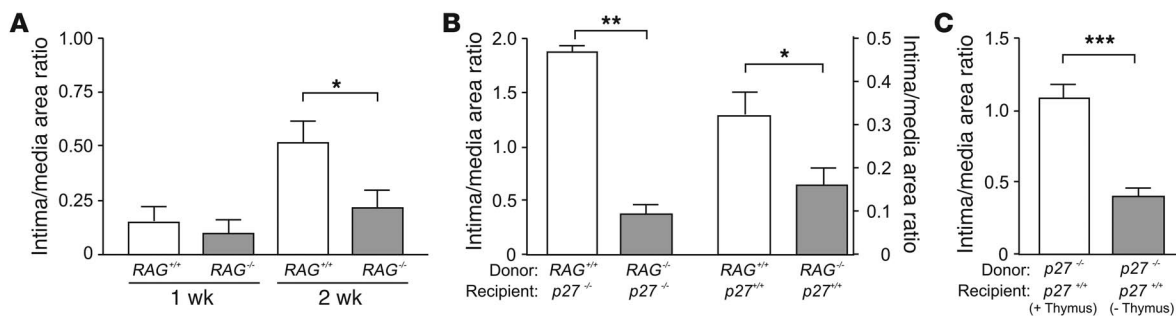 A
Intima/media area ratio
1.00
0.75
0.50
0.25
0
*
RAG+/+ RAG-/- RAG+/+ RAG-/-
1 wk 2 wk
B
Intima/media area ratio
2.0
1.5
1.0
0.5
0
**
*
0.5
0.4
0.3
0.2
0.1
0
Intima/media area ratio
Donor: RAG+/+ RAG-/- RAG+/+ RAG-/-
Recipient: p27-/- p27-/- p27+/+ p27+/+
C
Intima/media area ratio
1.5
1.0
0.5
0
***
Donor: p27-/- p27-/-
Recipient: p27+/+ p27+/+
(+ Thymus) (- Thymus)